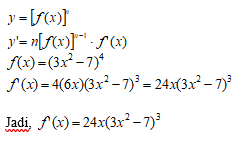 y = [f(x)]ⁿ
y' = n[f(x)]ⁿ⁻¹ · f'(x)
f(x) = (3x² – 7)⁴
f'(x) = 4(6x)(3x² – 7)³ = 24x(3x² – 7)³
Jadi, f'(x) = 24x(3x² – 7)³